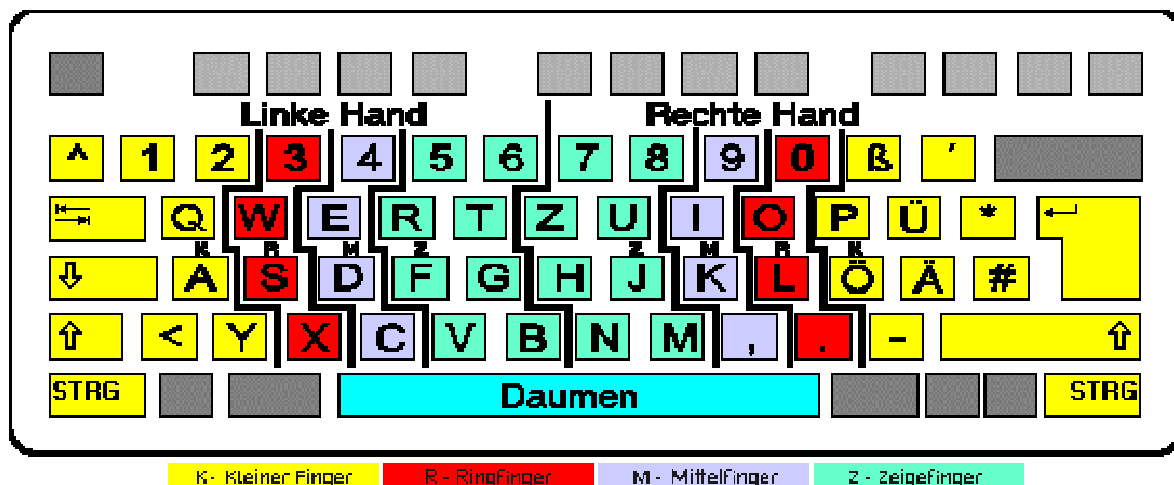 Linke Hand Rechte Hand
^ 1 2 3 4 5 6 7 8 9 0 ß ´
Q W E R T Z U I O P Ü *
K R M Z Z M R K
A S D F G H J K L Ö Ä #
< Y X C V B N M , . -
STRG Daumen STRG
K - Kleiner Finger R - Ringfinger M - Mittelfinger Z - Zeigefinger